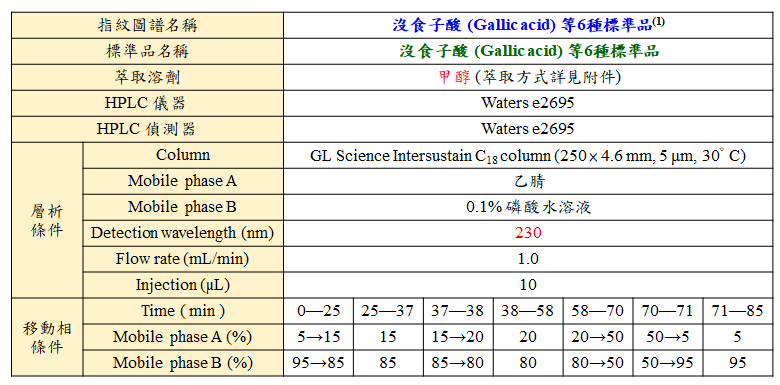 指紋圖譜名稱 沒食子酸 (Gallic acid) 等6種標準品(1)
標準品名稱 沒食子酸 (Gallic acid) 等6種標準品
萃取溶劑 甲醇 (萃取方式詳見附件)
HPLC 儀器 Waters e2695
HPLC 偵測器 Waters e2695
層析條件
Column GL Science Intersustain C18 column (250 × 4.6 mm, 5 μm, 30° C)
Mobile phase A 乙腈
Mobile phase B 0.1% 磷酸水溶液
Detection wavelength (nm) 230
Flow rate (mL/min) 1.0
Injection (μL) 10
移動相條件
Time ( min ) 0—25 25—37 37—38 38—58 58—70 70—71 71—85
Mobile phase A (%) 5→15 15 15→20 20 20→50 50→5 5
Mobile phase B (%) 95→85 85 85→80 80 80→50 50→95 95